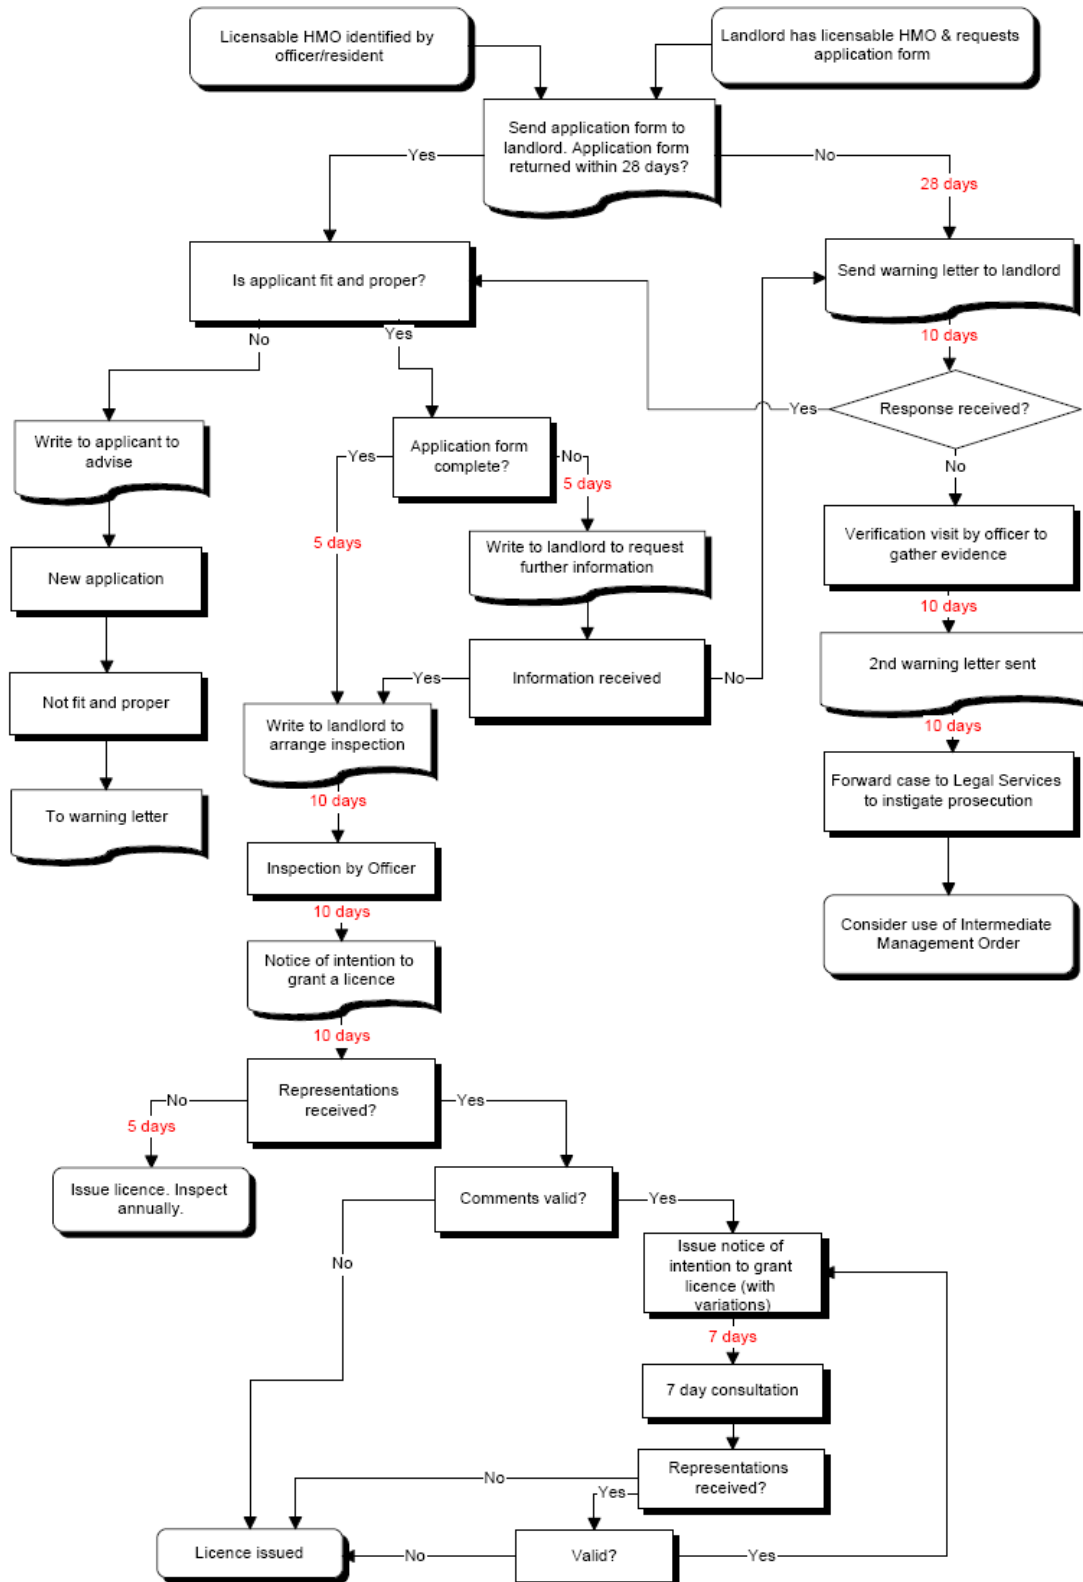 Licensable HMO identified by
officer/resident
Landlord has licensable HMO & requests
application form
Send application form to
landlord. Application form
returned within 28 days?
Yes
No
28 days
Is applicant fit and proper?
Send warning letter to landlord
No
Yes
10 days
Response received?
Yes
No
Write to applicant to
advise
Application form
complete?
Yes
No
5 days
5 days
New application
Write to landlord to request
further information
Verification visit by officer to
gather evidence
10 days
Not fit and proper
Information received
Yes
No
2nd warning letter sent
10 days
Write to landlord to
arrange inspection
10 days
To warning letter
Forward case to Legal Services
to instigate prosecution
Inspection by Officer
10 days
Consider use of Intermediate
Management Order
Notice of intention to
grant a licence
10 days
Representations
received?
No
Yes
5 days
Issue licence. Inspect
annually.
Comments valid?
Yes
No
Issue notice of
intention to grant
licence (with
variations)
7 days
7 day consultation
Representations
received?
No
Yes
Licence issued
No
Valid?
Yes